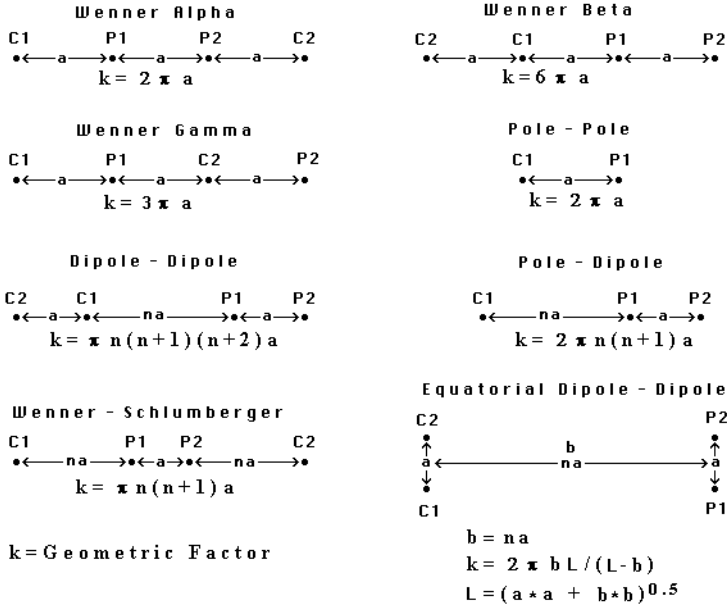 Wenner Alpha
C1 P1 P2 C2
a a a
k = 2 π a
Wenner Beta
C2 C1 P1 P2
a a a
k = 6 π a
Wenner Gamma
C1 P1 C2 P2
a a a
k = 3 π a
Pole - Pole
C1 P1
a
k = 2 π a
Dipole - Dipole
C2 C1 P1 P2
a na a
k = π n(n+1)(n+2)a
Pole - Dipole
C1 P1 P2
na a
k = 2 π n(n+1)a
Wenner - Schlumberger
C1 P1 P2 C2
na a na
k = π n(n+1)a
Equatorial Dipole - Dipole
C2 P2
b
a na a
C1 P1
b = na
k = 2 π b L/(L-b)
L = (a*a + b*b)^0.5
k = Geometric Factor